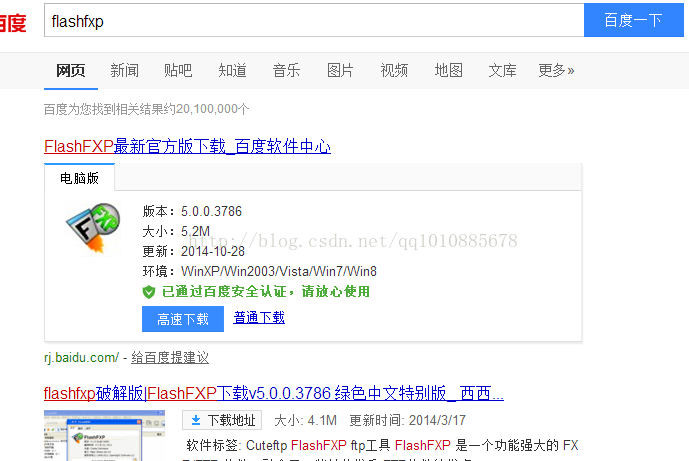 百度
flashfxp
百度一下
网页 新闻 贴吧 知道 音乐 图片 视频 地图 文库 更多»
百度为您找到相关结果约20,100,000个
FlashFXP最新官方版下载_百度软件中心
电脑版
版本：5.0.0.3786
大小：5.2M
http://blog.csdn.net/qq1010885678
更新：2014-10-28
环境：WinXP/Win2003/Vista/Win7/Win8
已通过百度安全认证，请放心使用
高速下载 普通下载
rj.baidu.com/ - 给百度提建议
flashfxp破解版|FlashFXP下载v5.0.0.3786 绿色中文特别版_ 西西...
下载地址 大小: 4.1M 更新时间: 2014/3/17
软件标签: Cuteftp FlashFXP ftp工具 FlashFXP 是一个功能强大的 FX